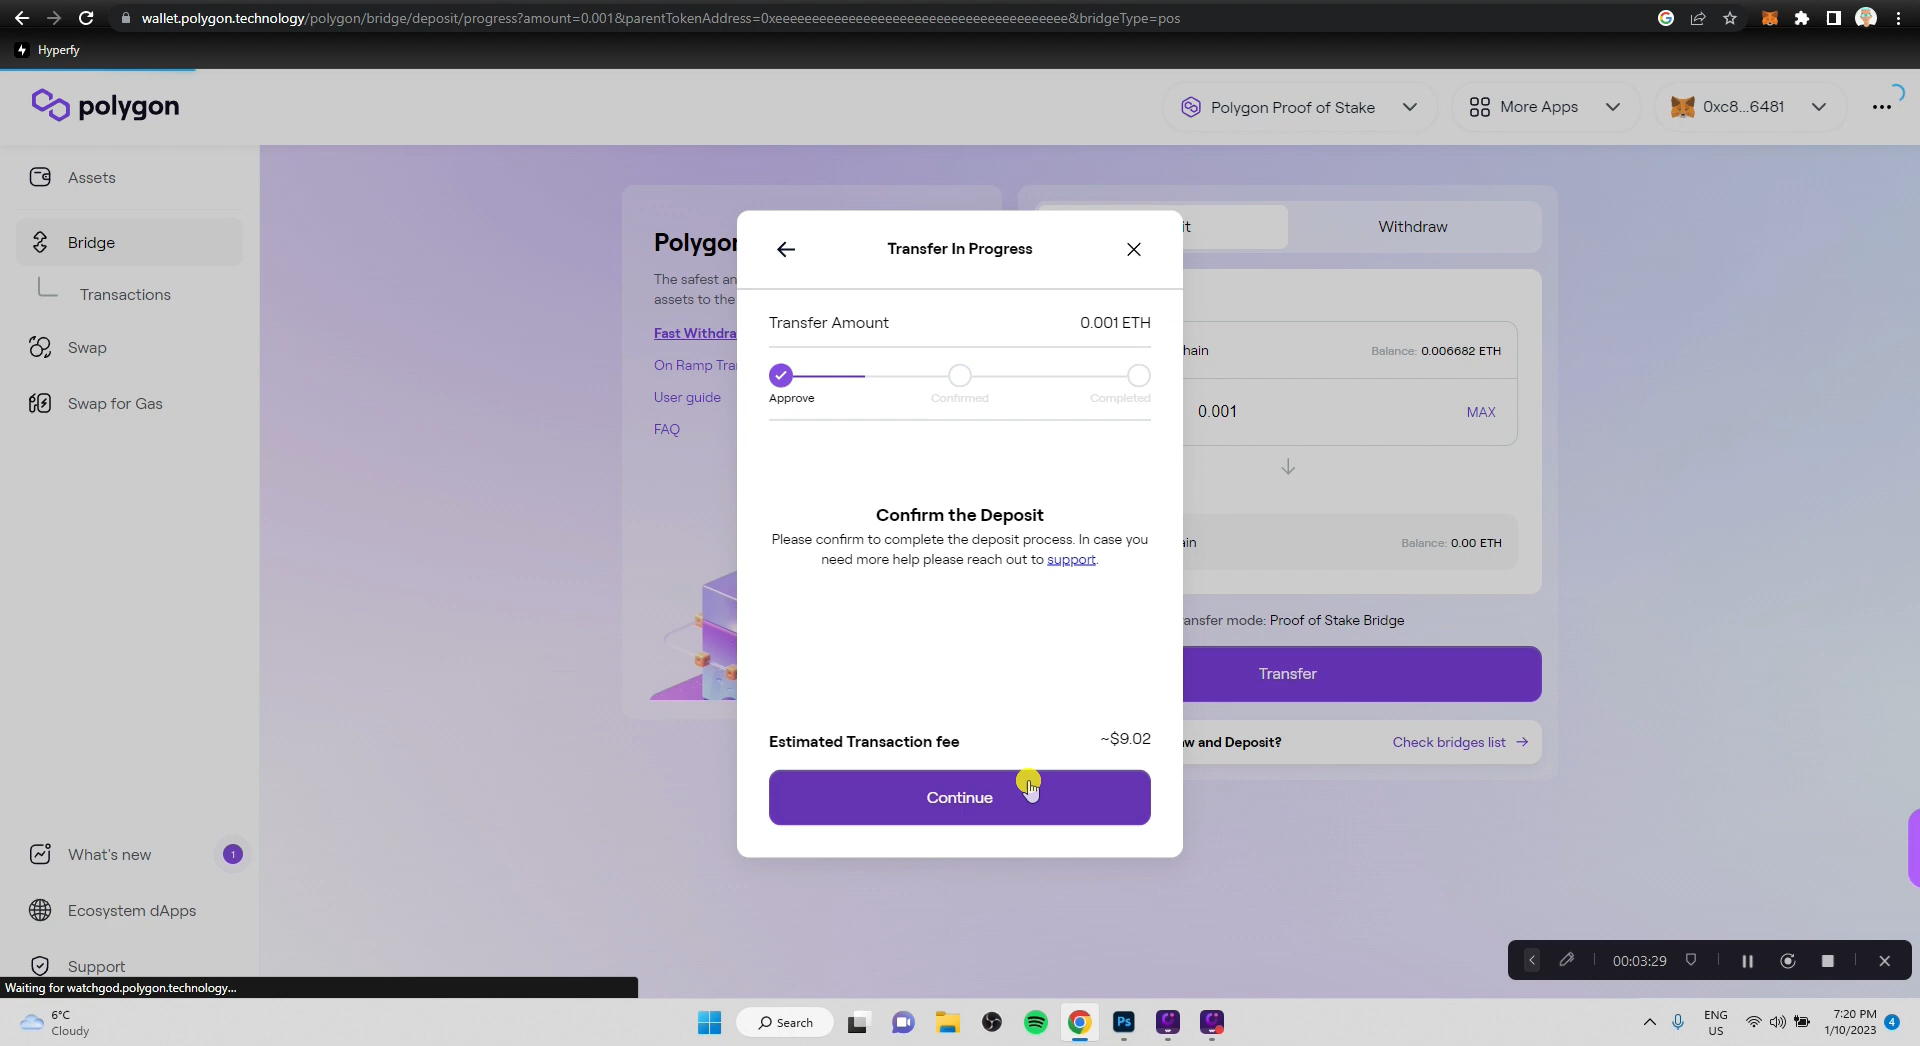 wallet.polygon.technology/polygon/bridge/deposit/progress?amount=0.001&parentTokenAddress=0xeeeeeeeeeeeeeeeeeeeeeeeeeeeeeeeeeeeeeeee&bridgeType=pos
Hyperfy
polygon
Polygon Proof of Stake
More Apps
0xc8...6481
Assets
Bridge
Transactions
Swap
Swap for Gas
What's new
1
Ecosystem dApps
Support
Polygon
The safest an
assets to the
Fast Withdra
On Ramp Tra
User guide
FAQ
it
Withdraw
hain
Balance: 0.006682 ETH
0.001
MAX
ain
Balance: 0.00 ETH
ansfer mode: Proof of Stake Bridge
Transfer
w and Deposit?
Check bridges list
Transfer In Progress
Transfer Amount
0.001 ETH
Approve
Confirmed
Completed
Confirm the Deposit
Please confirm to complete the deposit process. In case you
need more help please reach out to support.
Estimated Transaction fee
~$9.02
Continue
00:03:29
Waiting for watchgod.polygon.technology...
6°C
Cloudy
Search
Ps
ENG
US
7:20 PM
1/10/2023
4